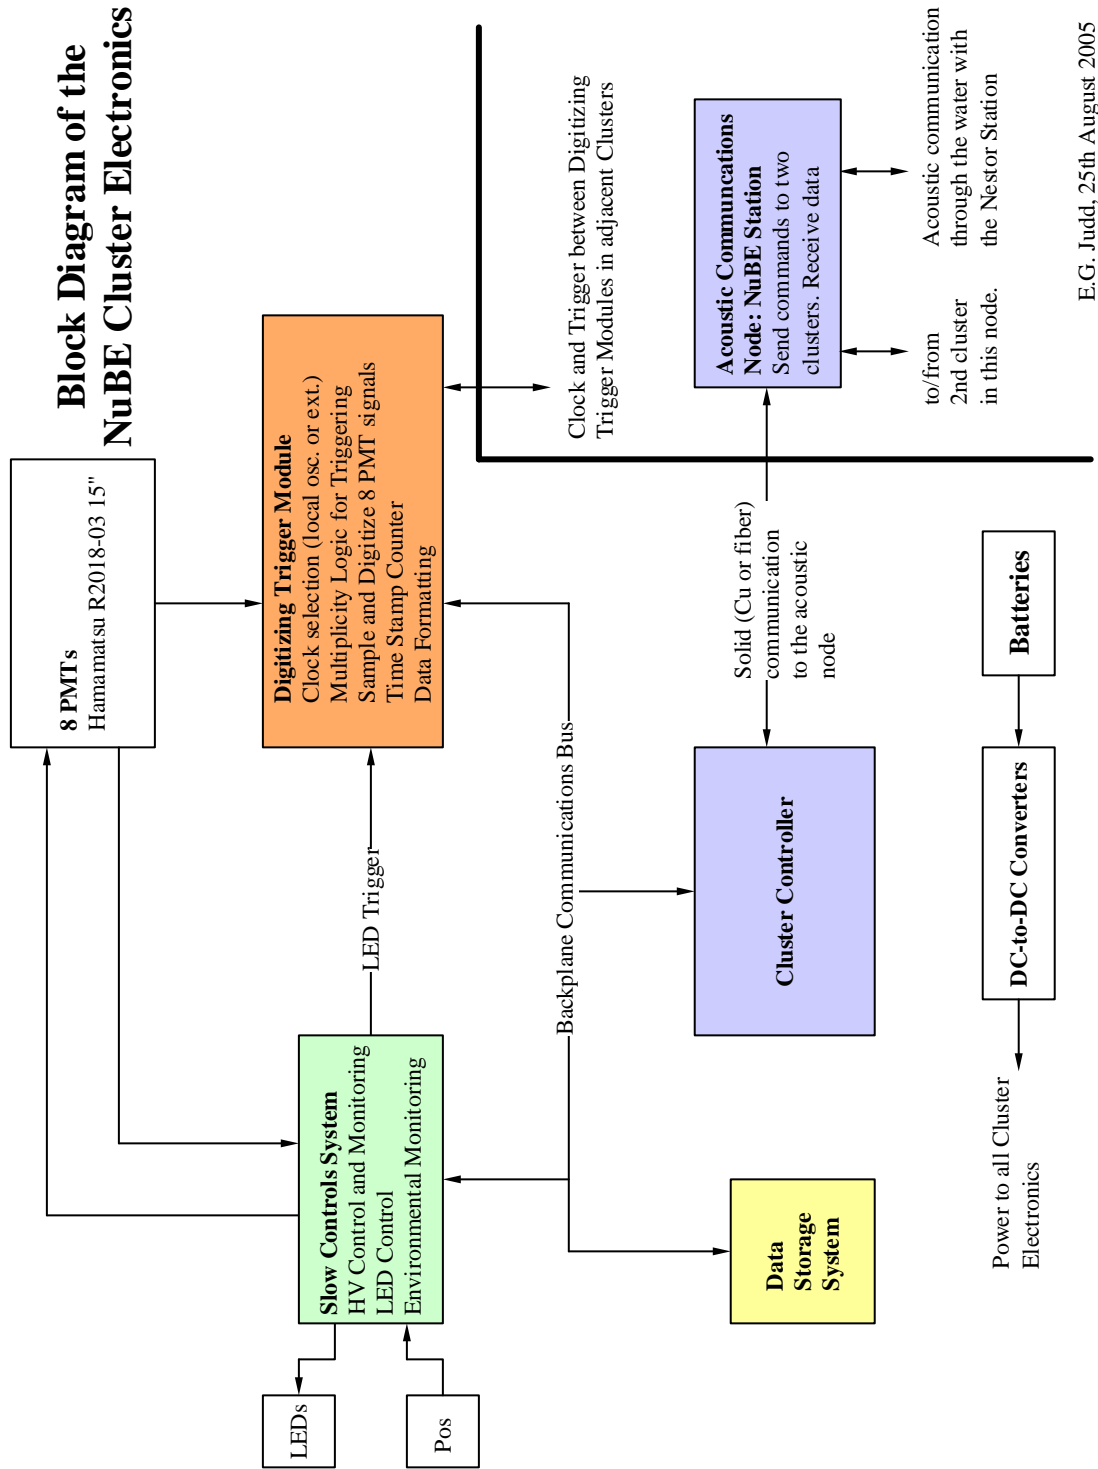 Block Diagram of the
NuBE Cluster Electronics
8 PMTs
Hamamatsu R2018-03 15"
LEDs
Pos
Slow Controls System
HV Control and Monitoring
LED Control
Environmental Monitoring
LED Trigger
Digitizing Trigger Module
Clock selection (local osc. or ext.)
Multiplicity Logic for Triggering
Sample and Digitize 8 PMT signals
Time Stamp Counter
Data Formatting
Clock and Trigger between Digitizing
Trigger Modules in adjacent Clusters
Backplane Communications Bus
Data
Storage
System
Cluster Controller
Solid (Cu or fiber)
communication
to the acoustic
node
Acoustic Communcations
Node: NuBE Station
Send commands to two
clusters. Receive data
to/from
2nd cluster
in this node.
Acoustic communication
through the water with
the Nestor Station
Power to all Cluster
Electronics
DC-to-DC Converters
Batteries
E.G. Judd, 25th August 2005